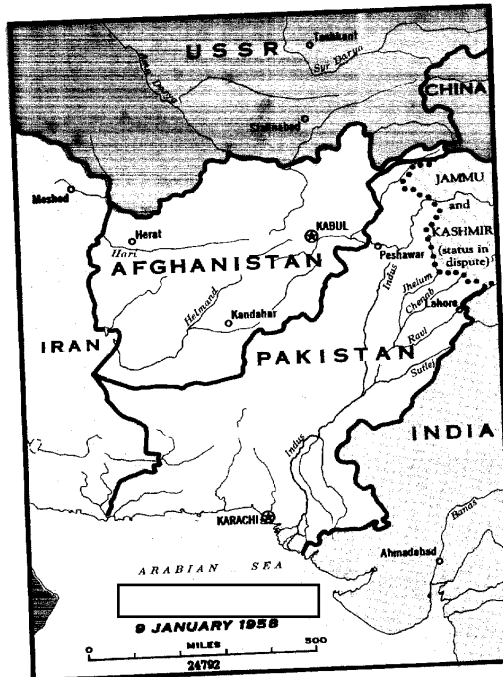 Tashkent
USSR
Syr Darya
Amu Darya
CHINA
Stalinabad
JAMMU
Meshed
and
KABUL
KASHMIR
Herat
(status in
Hari
Peshawar
dispute)
AFGHANISTAN
Indus
Jhelum
Helmand
Chenab
Lahore
Kandahar
IRAN
Ravi
PAKISTAN
Sutlej
INDIA
Indus
Banas
KARACHI
Ahmadabad
ARABIAN SEA
9 JANUARY 1958
MILES
0 500
24792